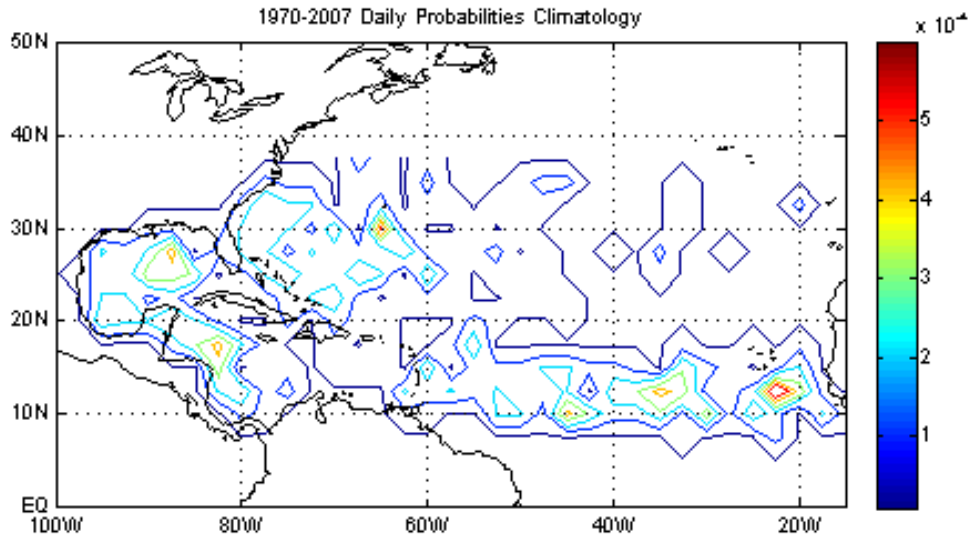 1970-2007 Daily Probabilities Climatology
x 10⁻⁴
50N
40N
30N
20N
10N
EQ
100W
80W
60W
40W
20W
5
4
3
2
1